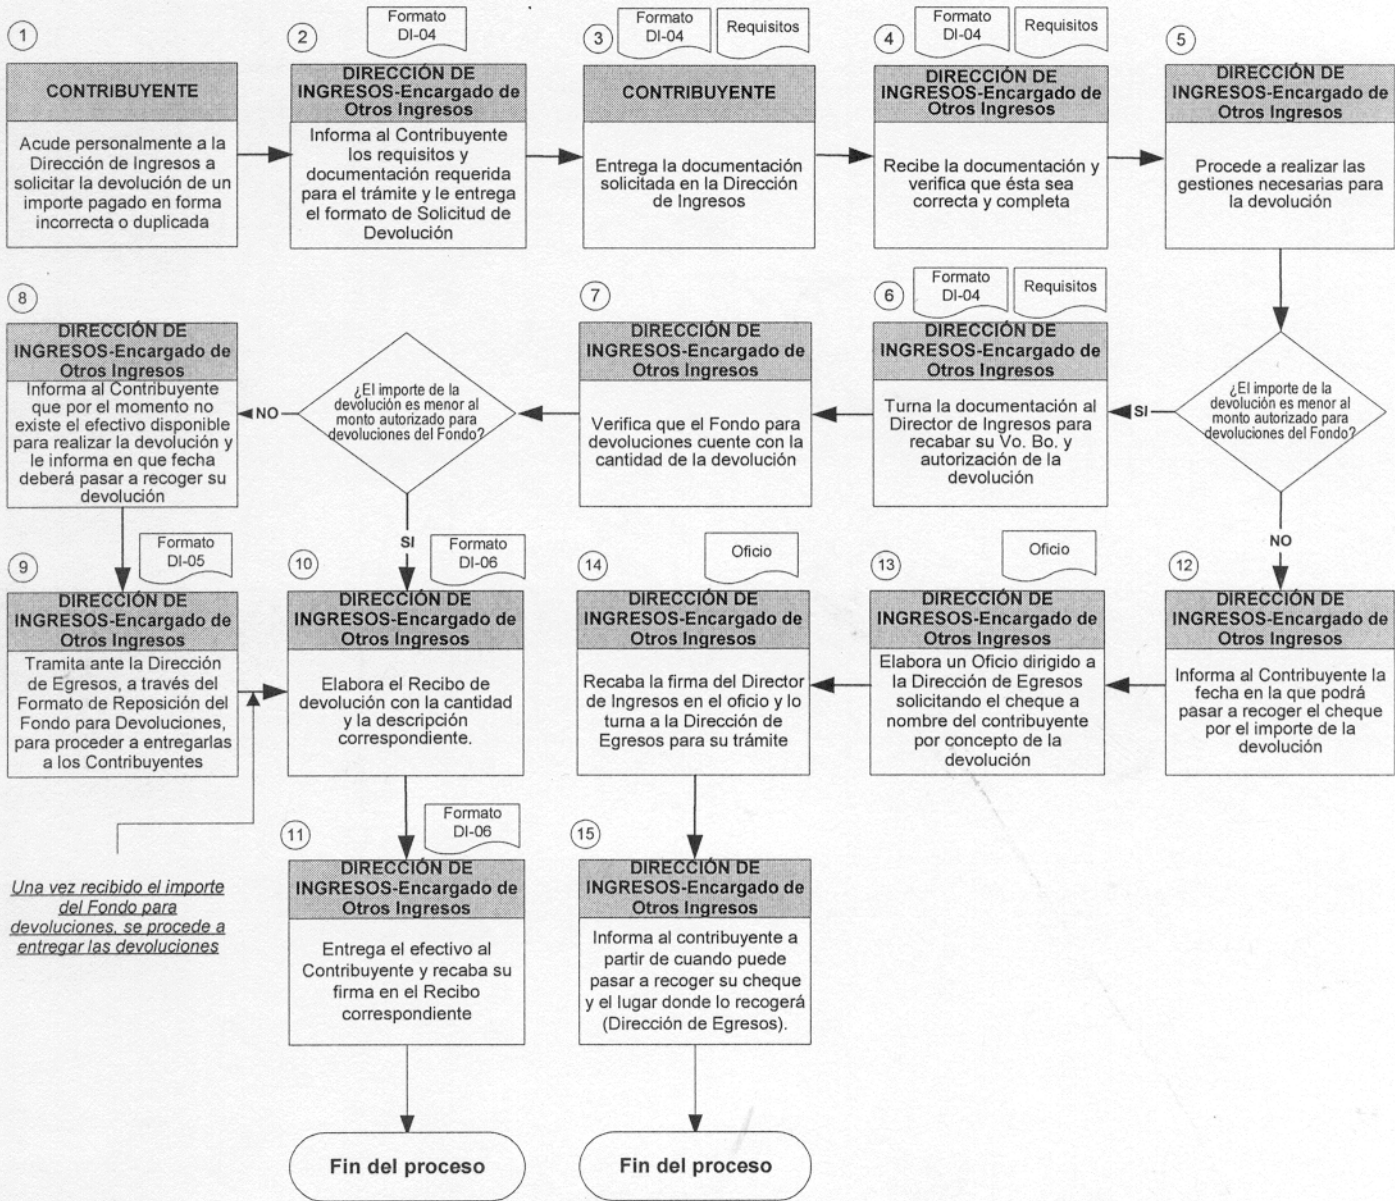 1
CONTRIBUYENTE
Acude personalmente a la
Dirección de Ingresos a
solicitar la devolución de un
importe pagado en forma
incorrecta o duplicada
2
Formato
DI-04
DIRECCIÓN DE
INGRESOS-Encargado de
Otros Ingresos
Informa al Contribuyente
los requisitos y
documentación requerida
para el trámite y le entrega
el formato de Solicitud de
Devolución
3
Formato
DI-04
Requisitos
CONTRIBUYENTE
Entrega la documentación
solicitada en la Dirección
de Ingresos
4
Formato
DI-04
Requisitos
DIRECCIÓN DE
INGRESOS-Encargado de
Otros Ingresos
Recibe la documentación y
verifica que ésta sea
correcta y completa
5
DIRECCIÓN DE
INGRESOS-Encargado de
Otros Ingresos
Procede a realizar las
gestiones necesarias para
la devolución
¿El importe de la
devolución es menor al
monto autorizado para
devoluciones del Fondo?
SI
NO
6
Formato
DI-04
Requisitos
DIRECCIÓN DE
INGRESOS-Encargado de
Otros Ingresos
Turna la documentación al
Director de Ingresos para
recabar su Vo. Bo. y
autorización de la
devolución
7
DIRECCIÓN DE
INGRESOS-Encargado de
Otros Ingresos
Verifica que el Fondo para
devoluciones cuente con la
cantidad de la devolución
¿El importe de la
devolución es menor al
monto autorizado para
devoluciones del Fondo?
NO
SI
8
DIRECCIÓN DE
INGRESOS-Encargado de
Otros Ingresos
Informa al Contribuyente
que por el momento no
existe el efectivo disponible
para realizar la devolución y
le informa en que fecha
deberá pasar a recoger su
devolución
9
Formato
DI-05
DIRECCIÓN DE
INGRESOS-Encargado de
Otros Ingresos
Tramita ante la Dirección
de Egresos, a través del
Formato de Reposición del
Fondo para Devoluciones,
para proceder a entregarlas
a los Contribuyentes
Una vez recibido el importe
del Fondo para
devoluciones, se procede a
entregar las devoluciones
10
Formato
DI-06
DIRECCIÓN DE
INGRESOS-Encargado de
Otros Ingresos
Elabora el Recibo de
devolución con la cantidad
y la descripción
correspondiente.
11
Formato
DI-06
DIRECCIÓN DE
INGRESOS-Encargado de
Otros Ingresos
Entrega el efectivo al
Contribuyente y recaba su
firma en el Recibo
correspondiente
Fin del proceso
12
DIRECCIÓN DE
INGRESOS-Encargado de
Otros Ingresos
Informa al Contribuyente la
fecha en la que podrá
pasar a recoger el cheque
por el importe de la
devolución
13
Oficio
DIRECCIÓN DE
INGRESOS-Encargado de
Otros Ingresos
Elabora un Oficio dirigido a
la Dirección de Egresos
solicitando el cheque a
nombre del contribuyente
por concepto de la
devolución
14
Oficio
DIRECCIÓN DE
INGRESOS-Encargado de
Otros Ingresos
Recaba la firma del Director
de Ingresos en el oficio y lo
turna a la Dirección de
Egresos para su trámite
15
DIRECCIÓN DE
INGRESOS-Encargado de
Otros Ingresos
Informa al contribuyente a
partir de cuando puede
pasar a recoger su cheque
y el lugar donde lo recogerá
(Dirección de Egresos).
Fin del proceso